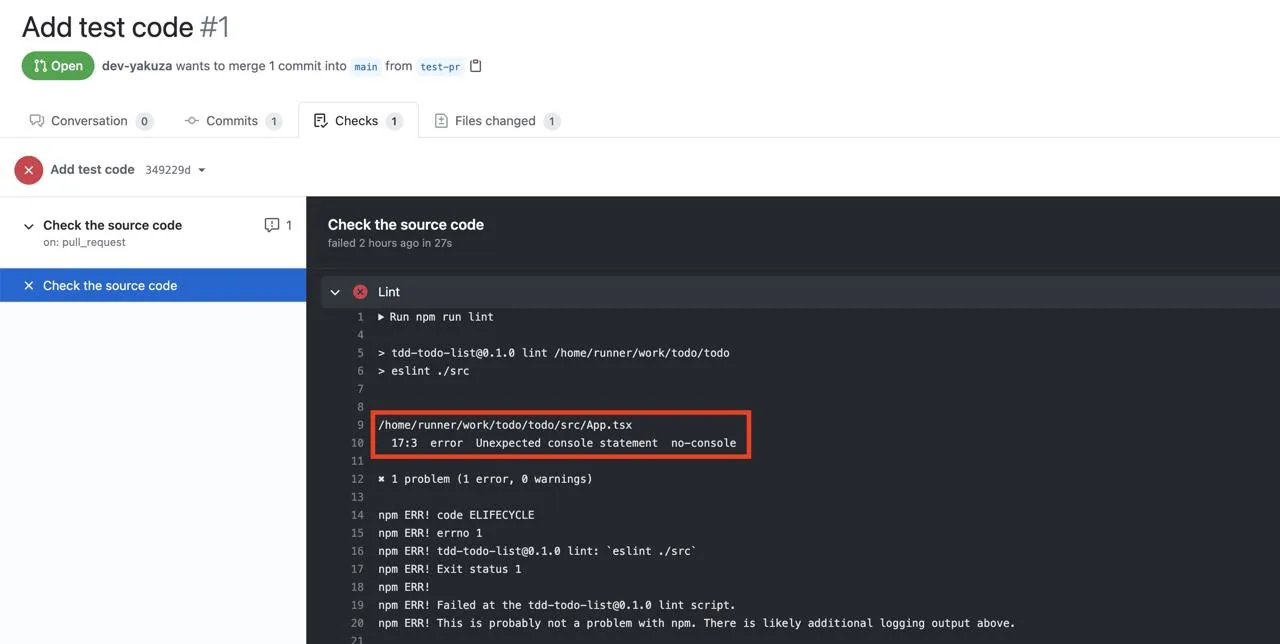 Add test code #1
Open dev-yakuza wants to merge 1 commit into main from test-pr
Conversation 0 Commits 1 Checks 1 Files changed 1
Add test code 349229d
Check the source code 1
on: pull_request
Check the source code
Check the source code
failed 2 hours ago in 27s
Lint
1 Run npm run lint
4
5 > tdd-todo-list@0.1.0 lint /home/runner/work/todo/todo
6 > eslint ./src
7
8
9 /home/runner/work/todo/todo/src/App.tsx
10 17:3 error Unexpected console statement no-console
11
12 ✖ 1 problem (1 error, 0 warnings)
13
14 npm ERR! code ELIFECYCLE
15 npm ERR! errno 1
16 npm ERR! tdd-todo-list@0.1.0 lint: `eslint ./src`
17 npm ERR! Exit status 1
18 npm ERR!
19 npm ERR! Failed at the tdd-todo-list@0.1.0 lint script.
20 npm ERR! This is probably not a problem with npm. There is likely additional logging output above.
21